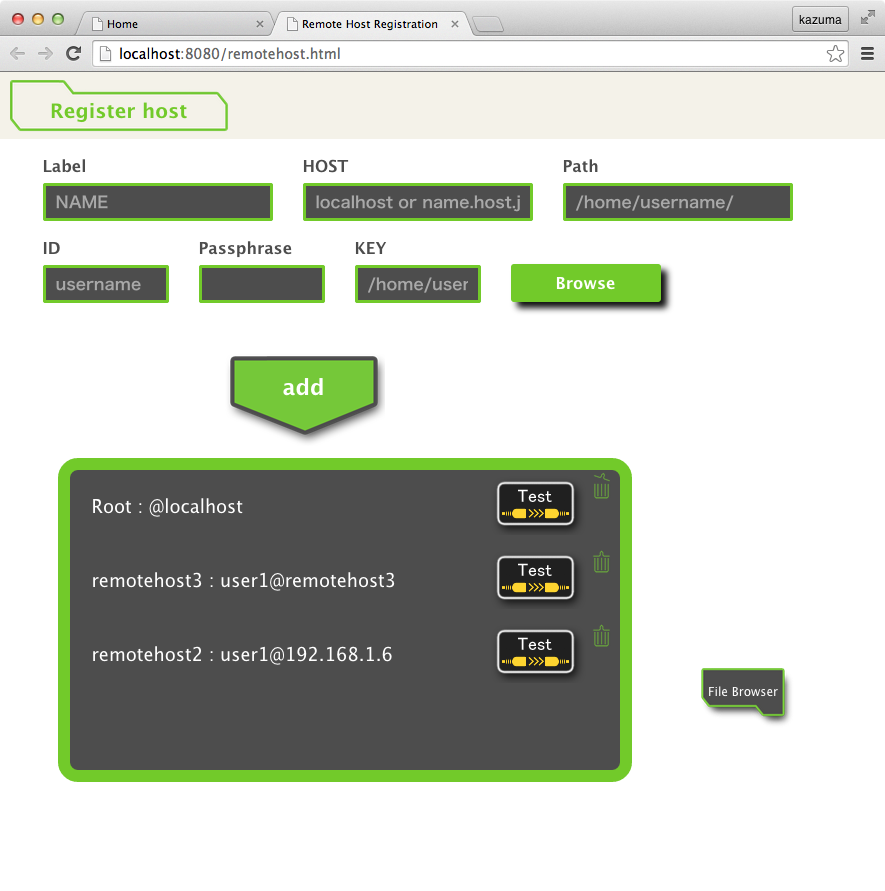 Home
Remote Host Registration
kazuma
localhost:8080/remotehost.html
Register host
Label
HOST
Path
NAME
localhost or name.host.j
/home/username/
ID
Passphrase
KEY
username
/home/user
Browse
add
Root : @localhost
Test
remotehost3 : user1@remotehost3
Test
remotehost2 : user1@192.168.1.6
Test
File Browser